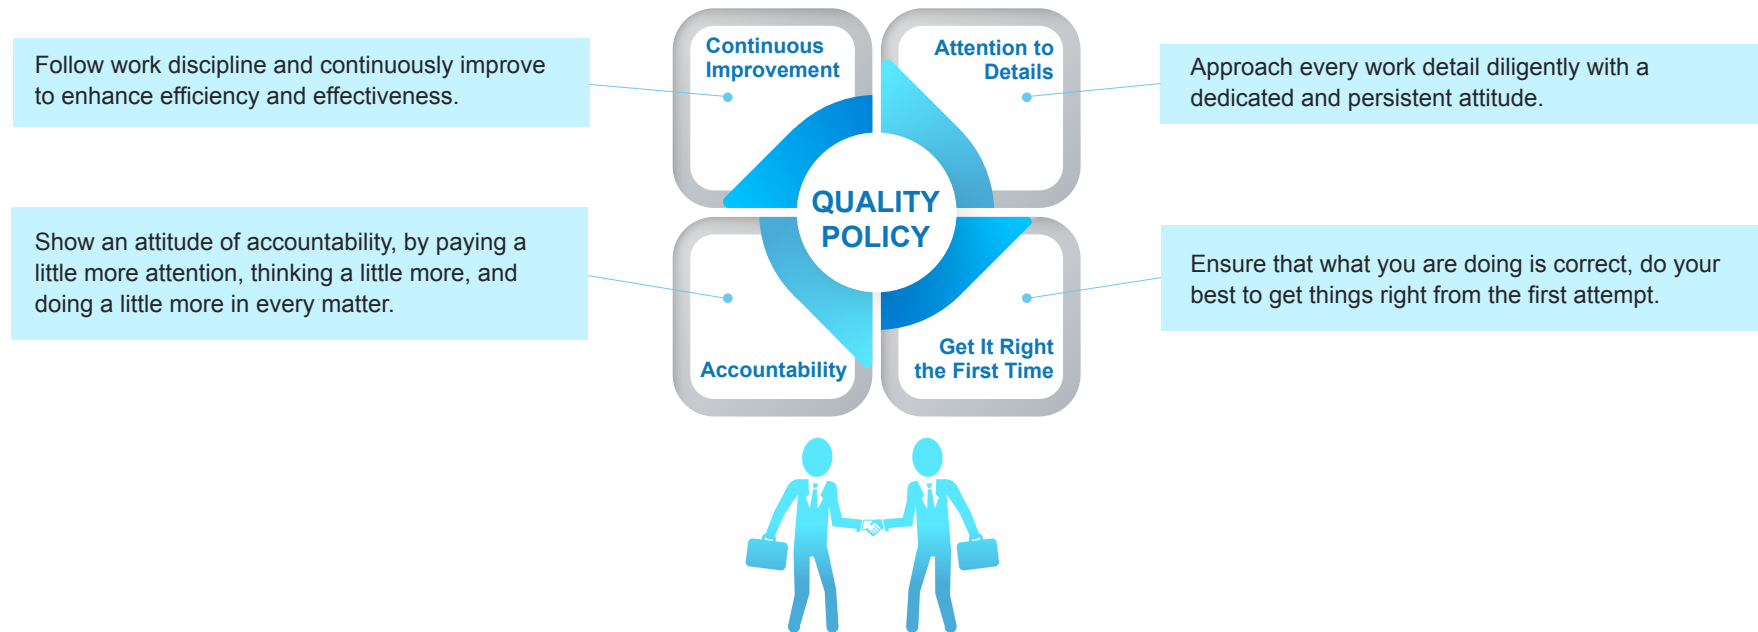 Continuous
Improvement
Follow work discipline and continuously improve
to enhance efficiency and effectiveness.
Attention to
Details
Approach every work detail diligently with a
dedicated and persistent attitude.
QUALITY
POLICY
Show an attitude of accountability, by paying a
little more attention, thinking a little more, and
doing a little more in every matter.
Accountability
Ensure that what you are doing is correct, do your
best to get things right from the first attempt.
Get It Right
the First Time